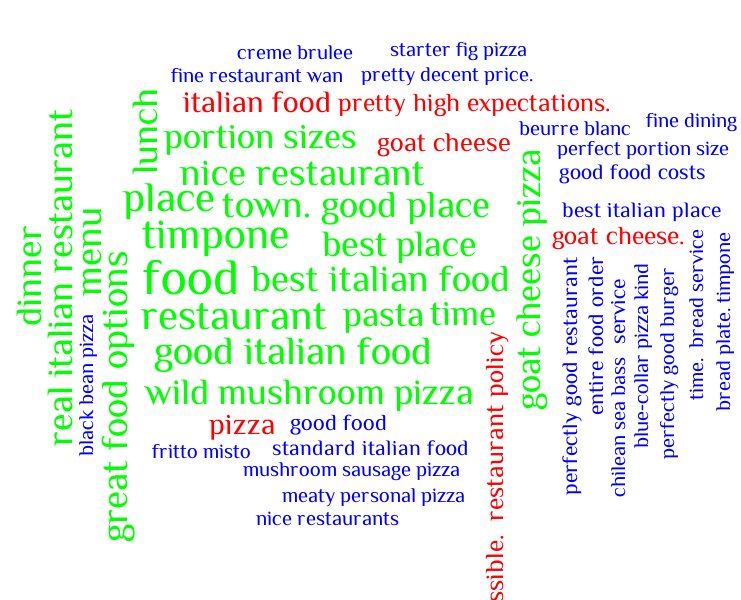 creme brulee
starter fig pizza
fine restaurant wan
pretty decent price.
italian food
pretty high expectations.
lunch
portion sizes
goat cheese
beurre blanc
fine dining
perfect portion size
good food costs
nice restaurant
place
town.
good place
best italian place
goat cheese.
timpone
best place
food
best italian food
restaurant
pasta
time
good italian food
wild mushroom pizza
pizza
good food
fritto misto
standard italian food
mushroom sausage pizza
meaty personal pizza
nice restaurants
dinner
real italian restaurant
menu
black bean pizza
great food options
ssible. restaurant policy
goat cheese pizza
perfectly good restaurant
entire food order
chilean sea bass service
blue-collar pizza kind
perfectly good burger
time. bread service
bread plate. timpone